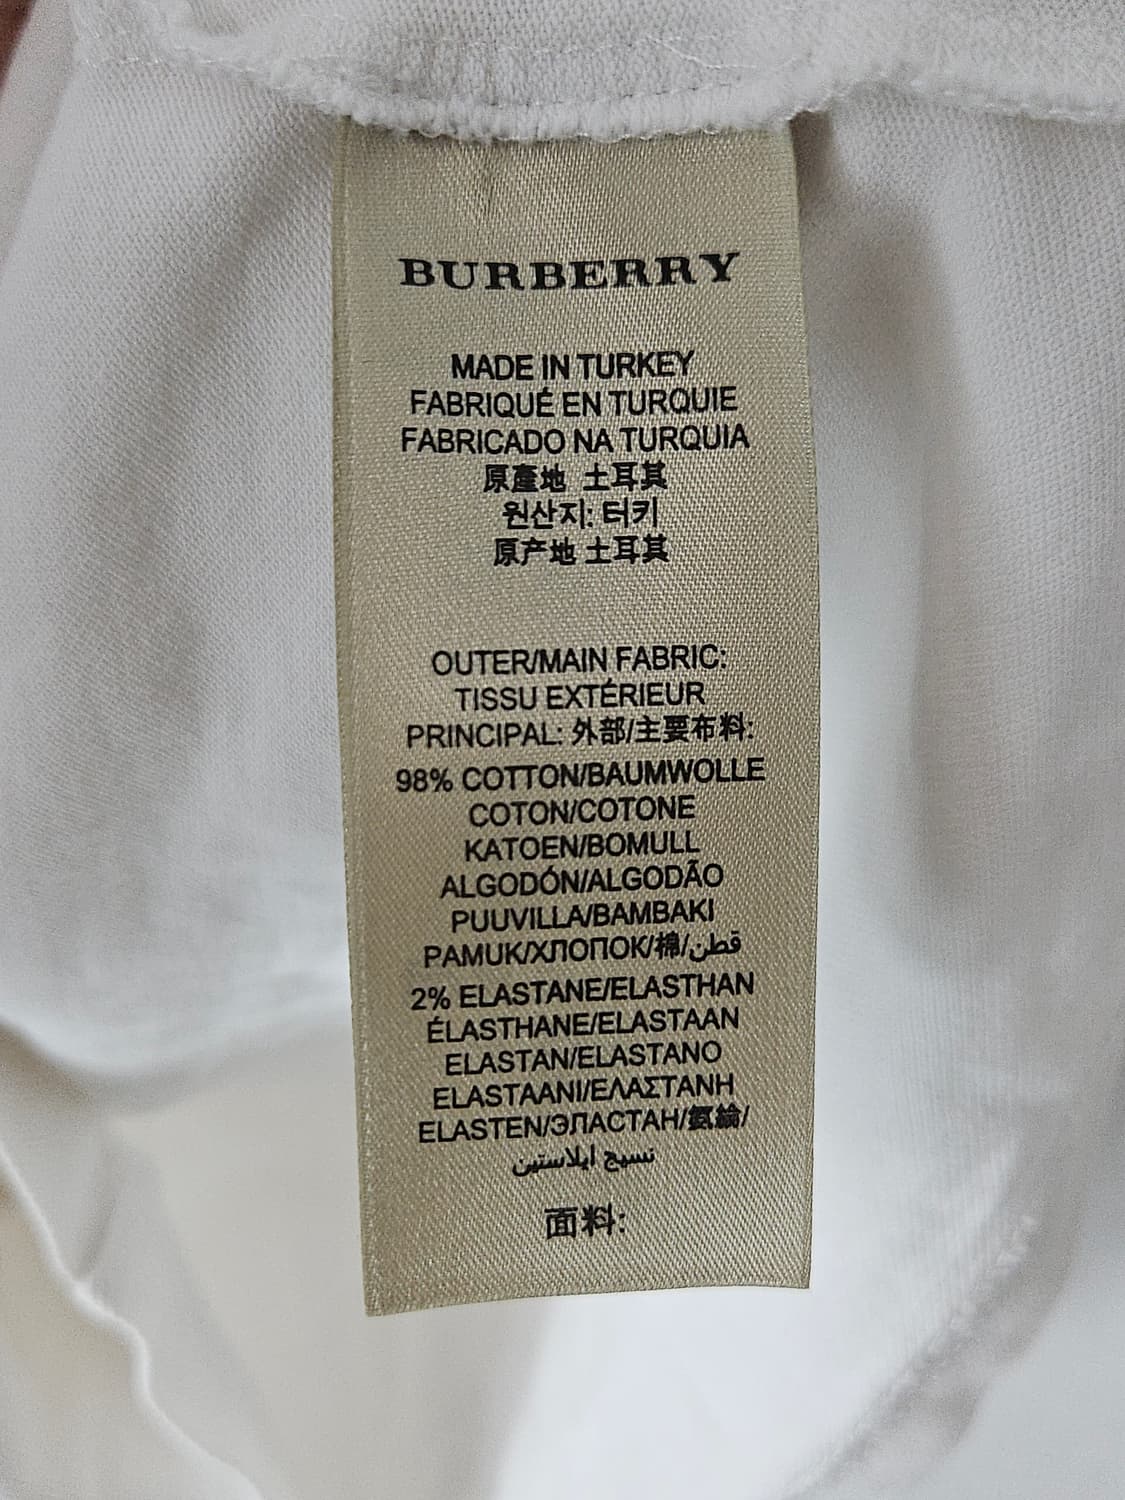 BURBERRY
MADE IN TURKEY
FABRIQUÉ EN TURQUIE
FABRICADO NA TURQUIA
原產地 土耳其
원산지: 터키
原产地 土耳其
OUTER/MAIN FABRIC:
TISSU EXTÉRIEUR
PRINCIPAL: 外部/主要布料:
98% COTTON/BAUMWOLLE
COTON/COTONE
KATOEN/BOMULL
ALGODÓN/ALGODÃO
PUUVILLA/BAMBAKI
PAMUK/ХЛОПОК/棉/قطن
2% ELASTANE/ELASTHAN
ÉLASTHANE/ELASTAAN
ELASTAN/ELASTANO
ELASTAANI/ΕΛΑΣΤΑΝΗ
ELASTEN/ЭЛАСТАН/氨綸/
نسيج ايلاستين
面料: